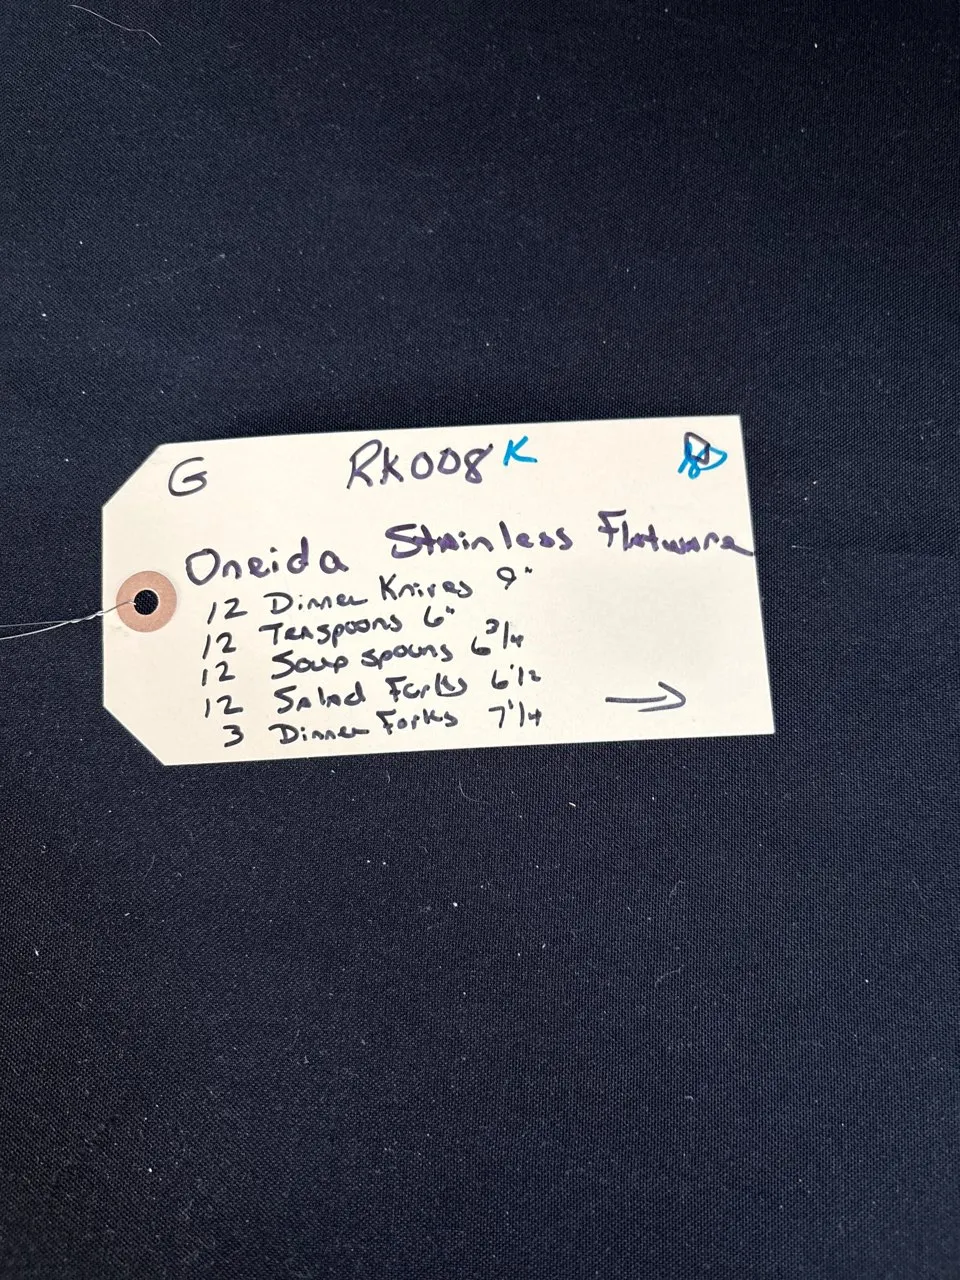 G RK008 K
Oneida Stainless Flatware
12 Dinner Knives 9"
12 Teaspoons 6"
12 Soup spoons 6 3/4
12 Salad Forks 6 1/2
3 Dinner Forks 7 1/4
→